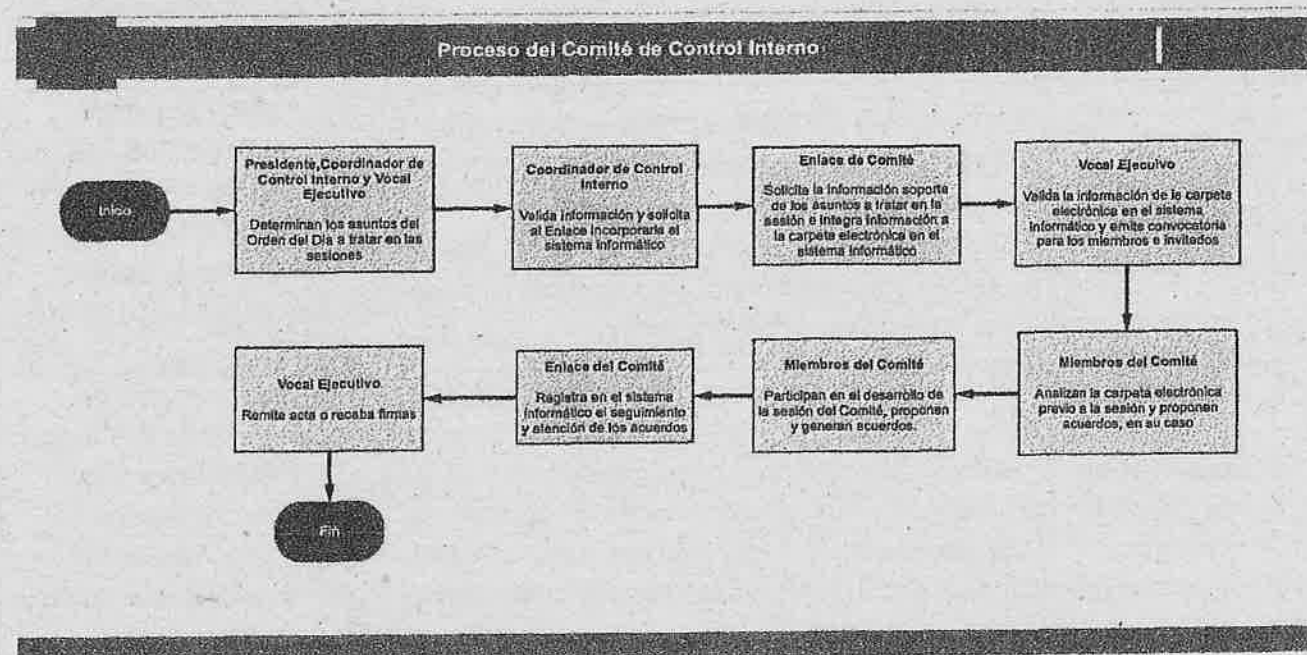 Proceso del Comité de Control Interno
Inicio
Presidente,Coordinador de
Control Interno y Vocal
Ejecutivo
Determinan los asuntos del
Orden del Día a tratar en las
sesiones
Coordinador de Control
Interno
Valida información y solicita
al Enlace incorporarla el
sistema informático
Enlace de Comité
Solicita la información soporte
de los asuntos a tratar en la
sesión e integra información a
la carpeta electrónica en el
sistema informático
Vocal Ejecuivo
Valida la información de la carpeta
electrónica en el sistema
informático y emite convocatoria
para los miembros e invitados
Miembros del Comité
Analizan la carpeta electrónica
previo a la sesión y proponen
acuerdos, en su caso
Miembros del Comité
Participan en el desarrollo de
la sesión del Comité, proponen
y generan acuerdos.
Enlace del Comité
Registra en el sistema
informático el seguimiento
y atención de los acuerdos
Vocal Ejecutivo
Remite acta o recaba firmas
Fin